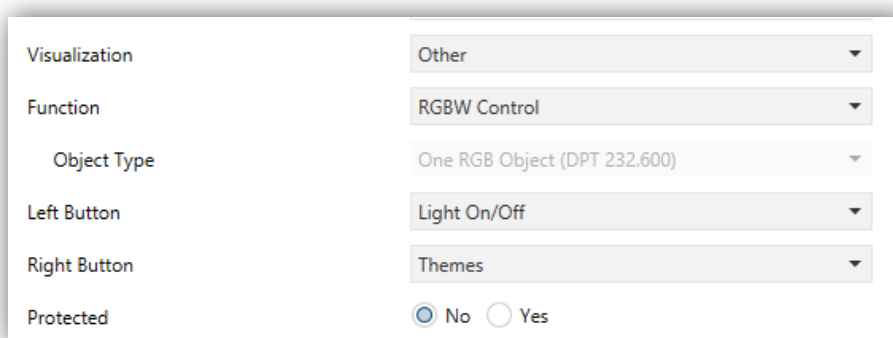 Visualization Other
Function RGBW Control
Object Type One RGB Object (DPT 232.600)
Left Button Light On/Off
Right Button Themes
Protected No Yes